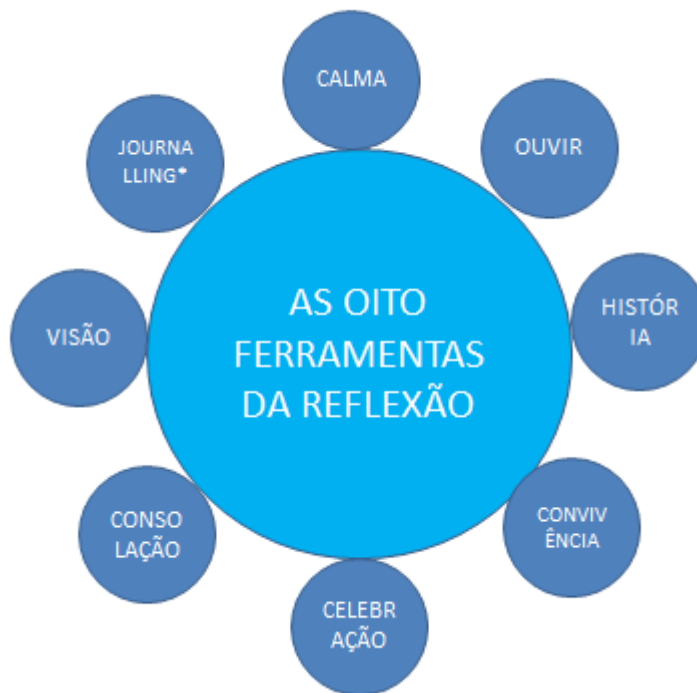 CALMA
OUVIR
HISTÓR
IA
CONVIV
ÊNCIA
CELEBR
AÇÃO
CONSO
LAÇÃO
VISÃO
JOURNA
LLING*
AS OITO
FERRAMENTAS
DA REFLEXÃO